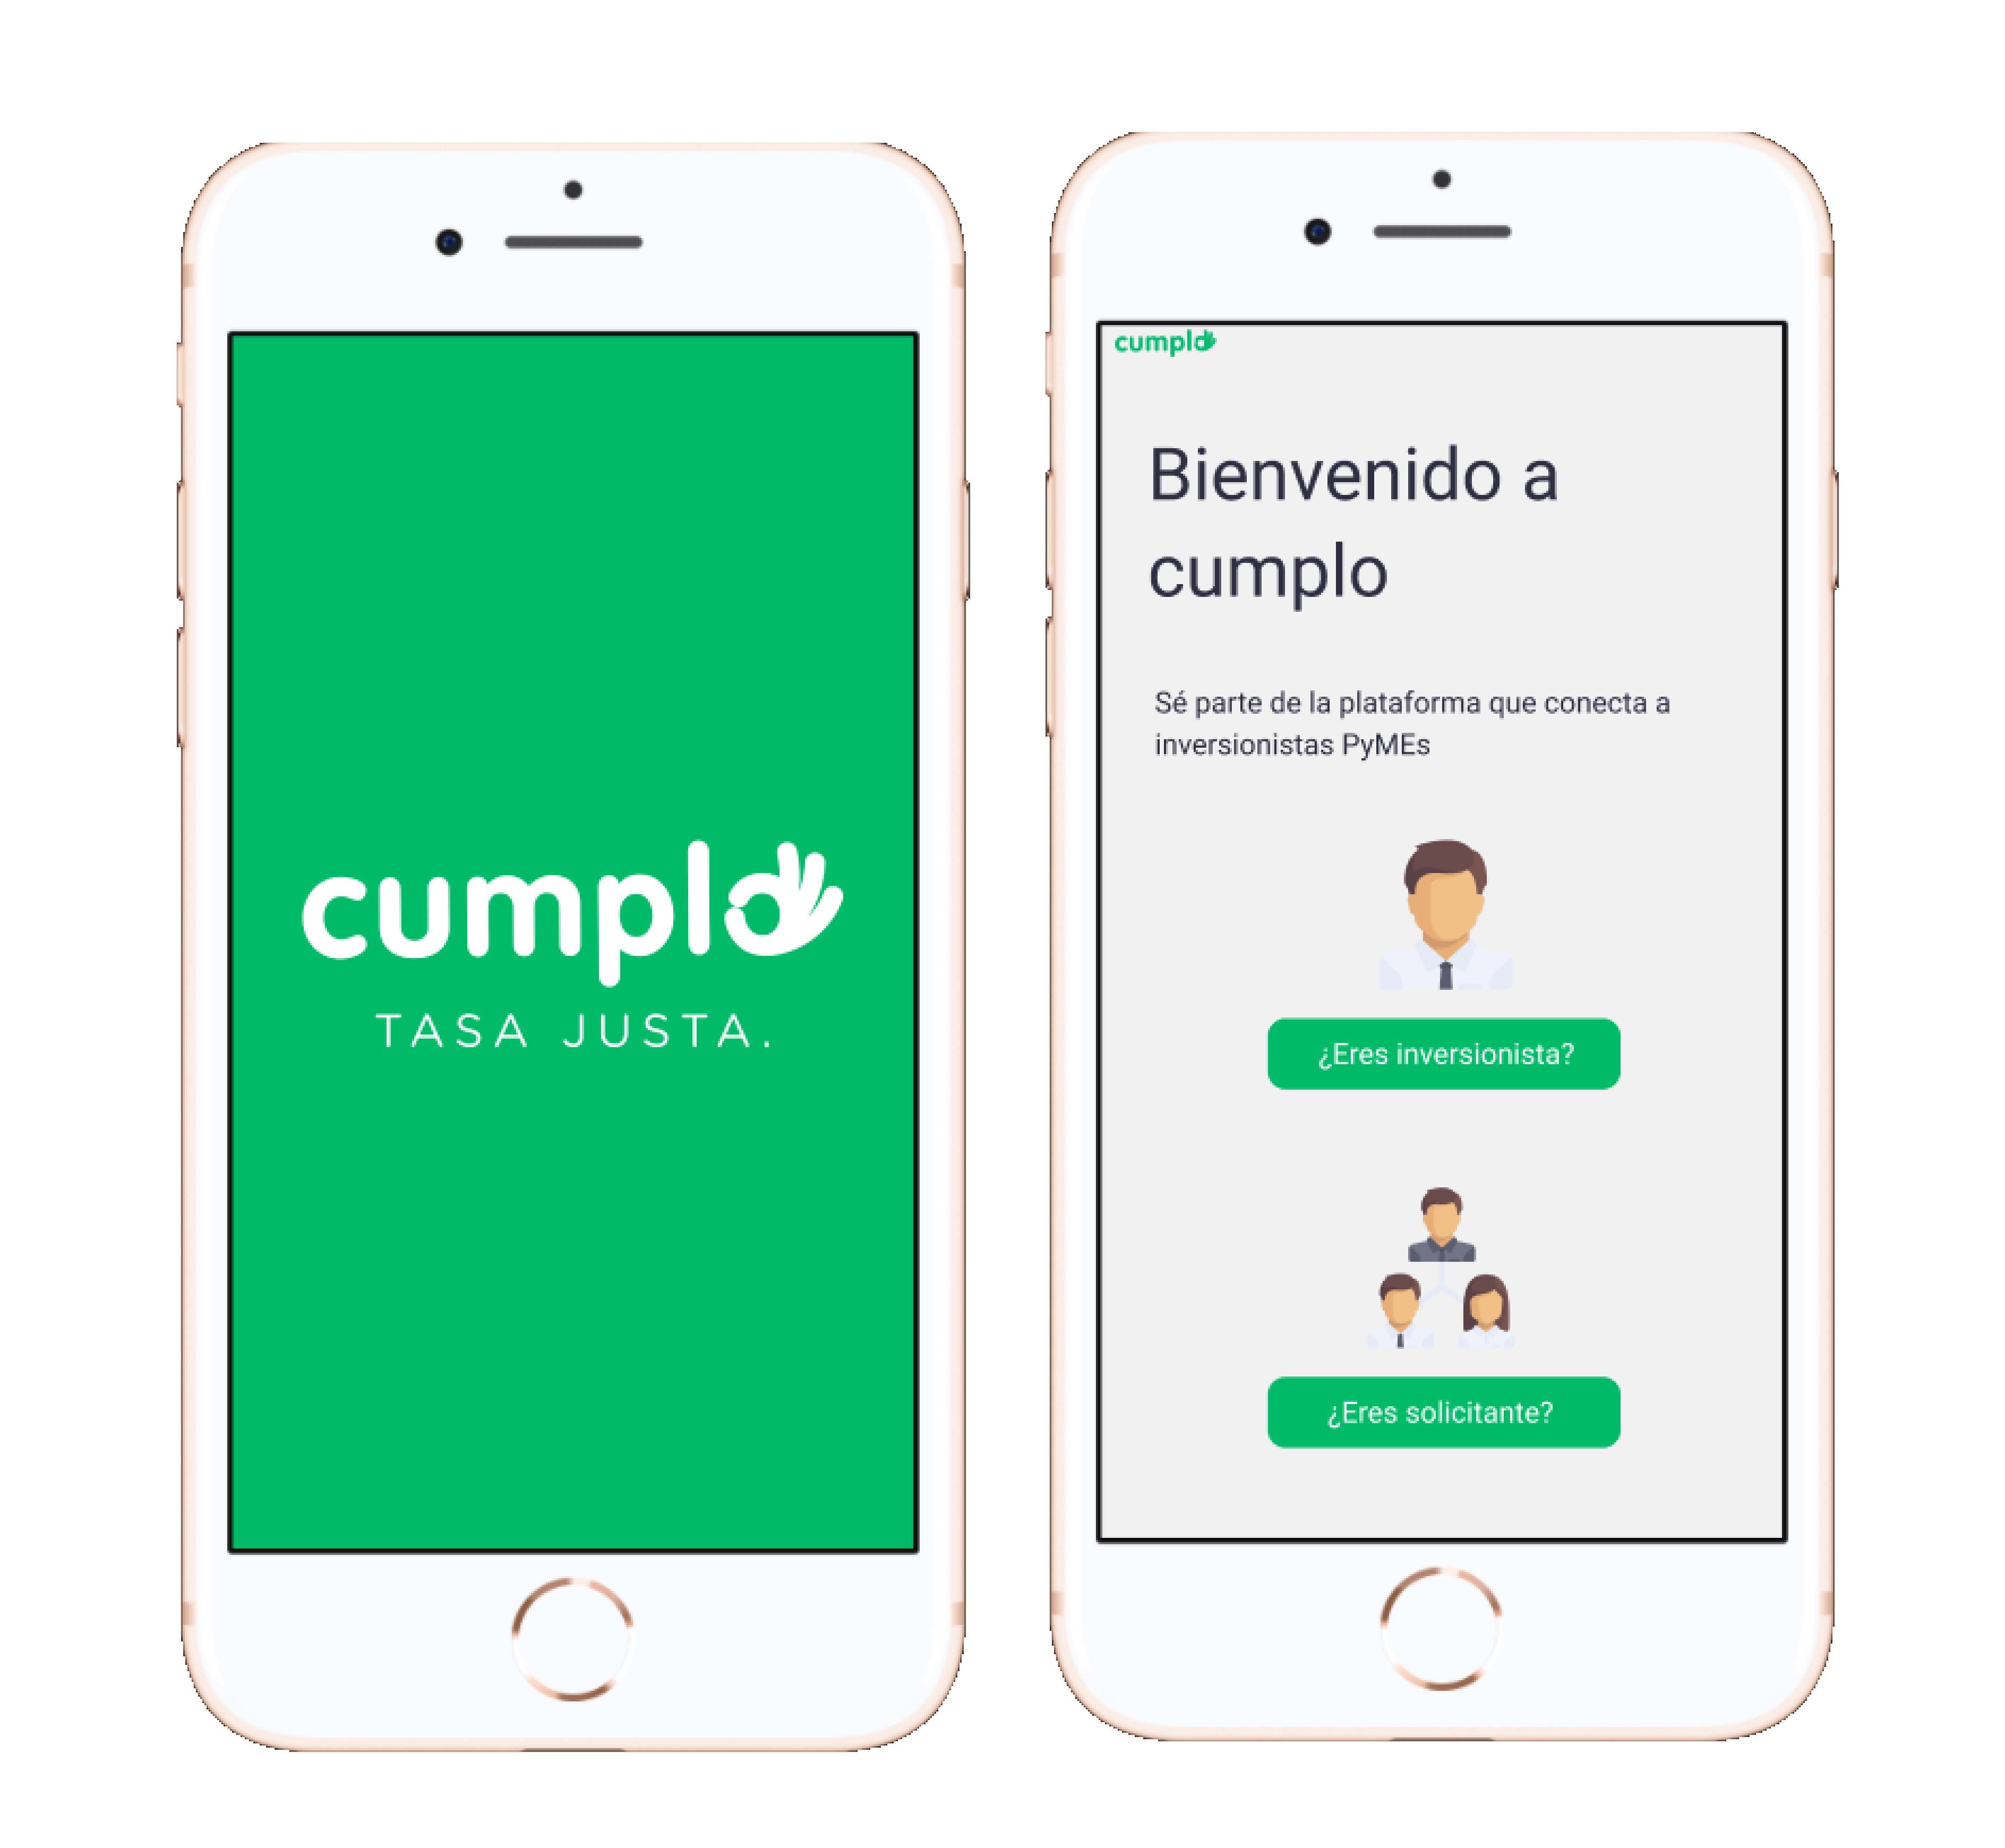 cumplo
TASA JUSTA.
cumplo
Bienvenido a
cumplo
Sé parte de la plataforma que conecta a
inversionistas PyMEs
¿Eres inversionista?
¿Eres solicitante?